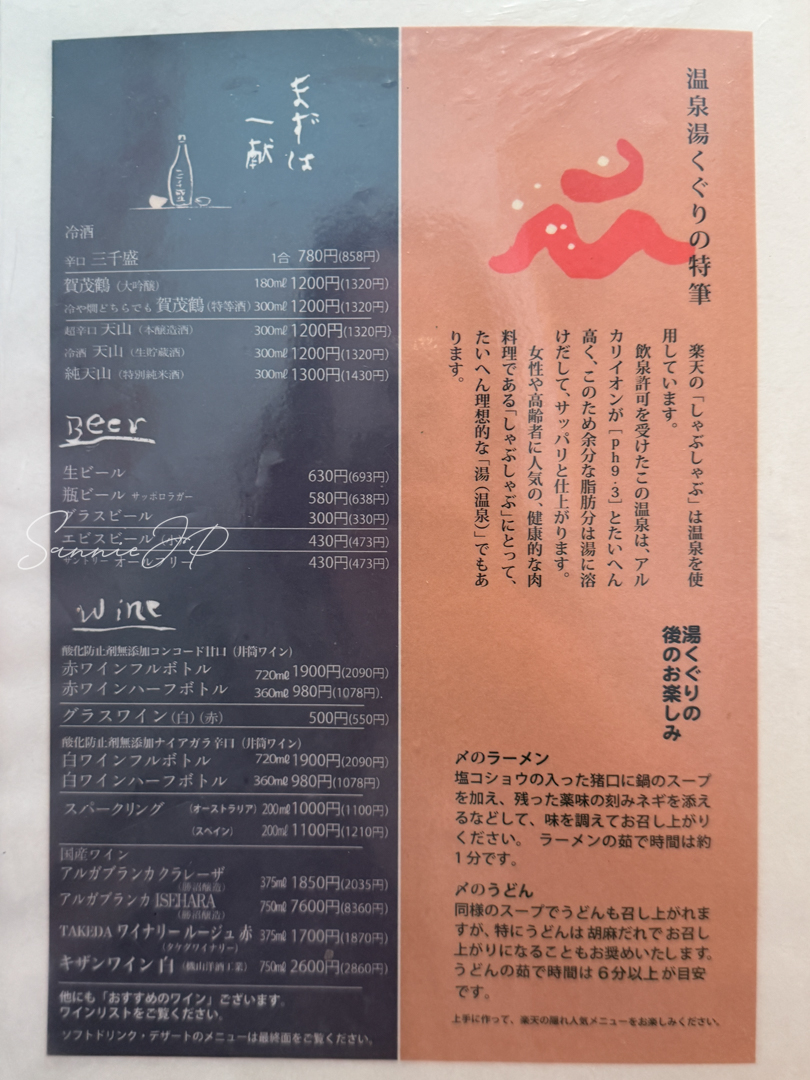 まずは
一献
冷酒
辛口 三千盛 1合 780円(858円)
賀茂鶴(大吟醸) 180㎖ 1200円(1320円)
冷や燗どちらでも 賀茂鶴(特等酒) 300㎖ 1200円(1320円)
超辛口 天山(本醸造酒) 300㎖ 1200円(1320円)
冷酒 天山(生貯蔵酒) 300㎖ 1200円(1320円)
純天山(特別純米酒) 300㎖ 1300円(1430円)
Beer
生ビール 630円(693円)
瓶ビール サッポロラガー 580円(638円)
グラスビール 300円(330円)
エビスビール(小) 430円(473円)
サントリー オールフリー 430円(473円)
SannieJP
Wine
酸化防止剤無添加コンコード甘口(井筒ワイン)
赤ワインフルボトル 720㎖ 1900円(2090円)
赤ワインハーフボトル 360㎖ 980円(1078円).
グラスワイン(白)(赤) 500円(550円)
酸化防止剤無添加ナイアガラ辛口(井筒ワイン)
白ワインフルボトル 720㎖ 1900円(2090円)
白ワインハーフボトル 360㎖ 980円(1078円)
スパークリング (オーストラリア) 200㎖ 1000円(1100円)
(スペイン) 200㎖ 1100円(1210円)
国産ワイン
アルガブランカ クラレーザ 375㎖ 1850円(2035円)
(勝沼醸造)
アルガブランカ ISEHARA 750㎖ 7600円(8360円)
(勝沼醸造)
TAKEDA ワイナリー ルージュ 赤 375㎖ 1700円(1870円)
(タケダワイナリー)
キザンワイン 白(機山洋酒工業) 750㎖ 2600円(2860円)
他にも「おすすめのワイン」ございます。
ワインリストをご覧ください。
ソフトドリンク・デザートのメニューは最終面をご覧ください。
温泉湯くぐりの特筆
楽天の「しゃぶしゃぶ」は温泉を使
用しています。
飲泉許可を受けたこの温泉は、アル
カリイオンが[ph9.3]とたいへん
高く、このため余分な脂肪分は湯に溶
けだして、サッパリと仕上がります。
女性や高齢者に人気の、健康的な肉
料理である「しゃぶしゃぶ」にとって、
たいへん理想的な「湯(温泉)」でもあ
ります。
湯くぐりの
後のお楽しみ
〆のラーメン
塩コショウの入った猪口に鍋のスープ
を加え、残った薬味の刻みネギを添え
るなどして、味を調えてお召し上がり
ください。 ラーメンの茹で時間は約
1分です。
〆のうどん
同様のスープでうどんも召し上がれま
すが、特にうどんは胡麻だれでお召し
上がりになることもお奨めいたします。
うどんの茹で時間は6分以上が目安
です。
上手に作って、楽天の隠れ人気メニューをお楽しみください。